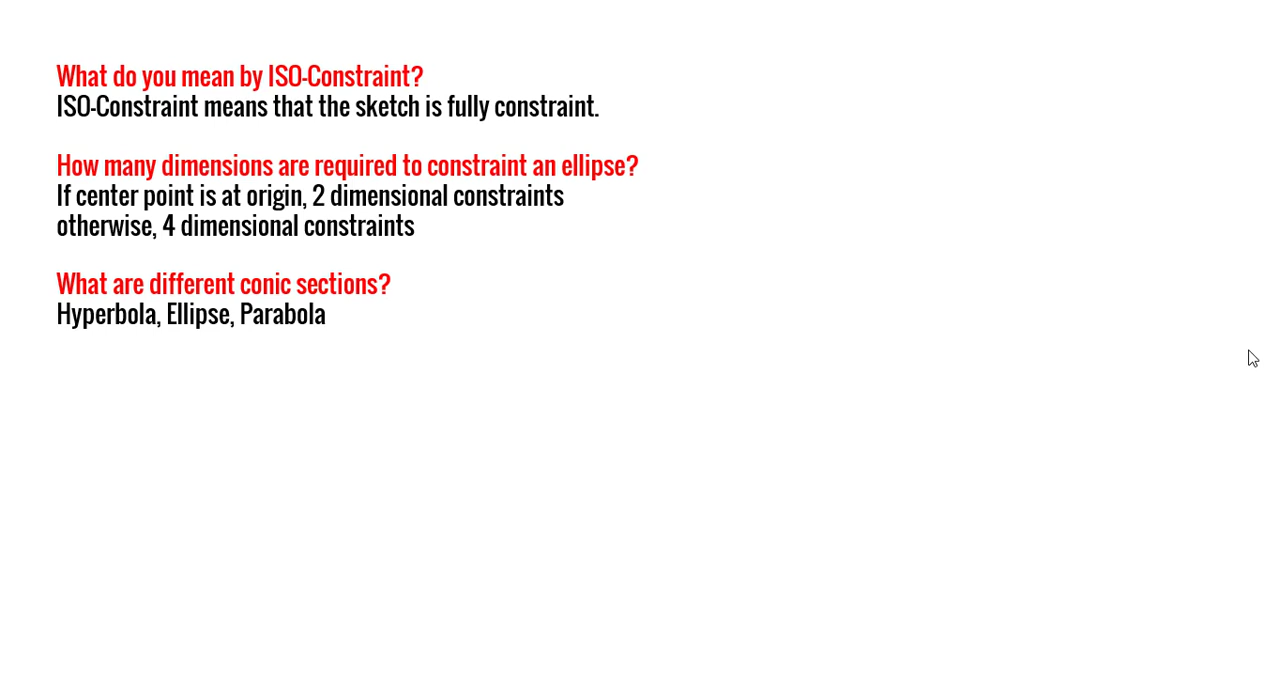 What do you mean by ISO-Constraint?
ISO-Constraint means that the sketch is fully constraint.
How many dimensions are required to constraint an ellipse?
If center point is at origin, 2 dimensional constraints
otherwise, 4 dimensional constraints
What are different conic sections?
Hyperbola, Ellipse, Parabola